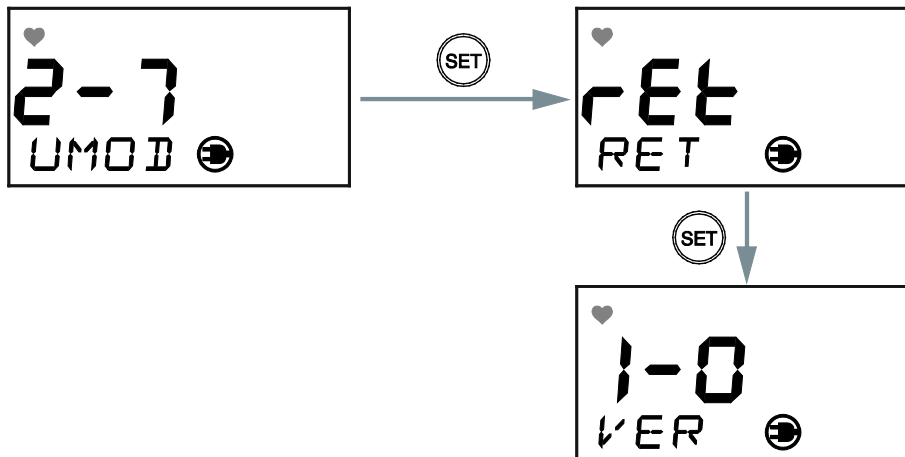 2-7
UMOD
SET
rEt
RET
SET
1-0
VER